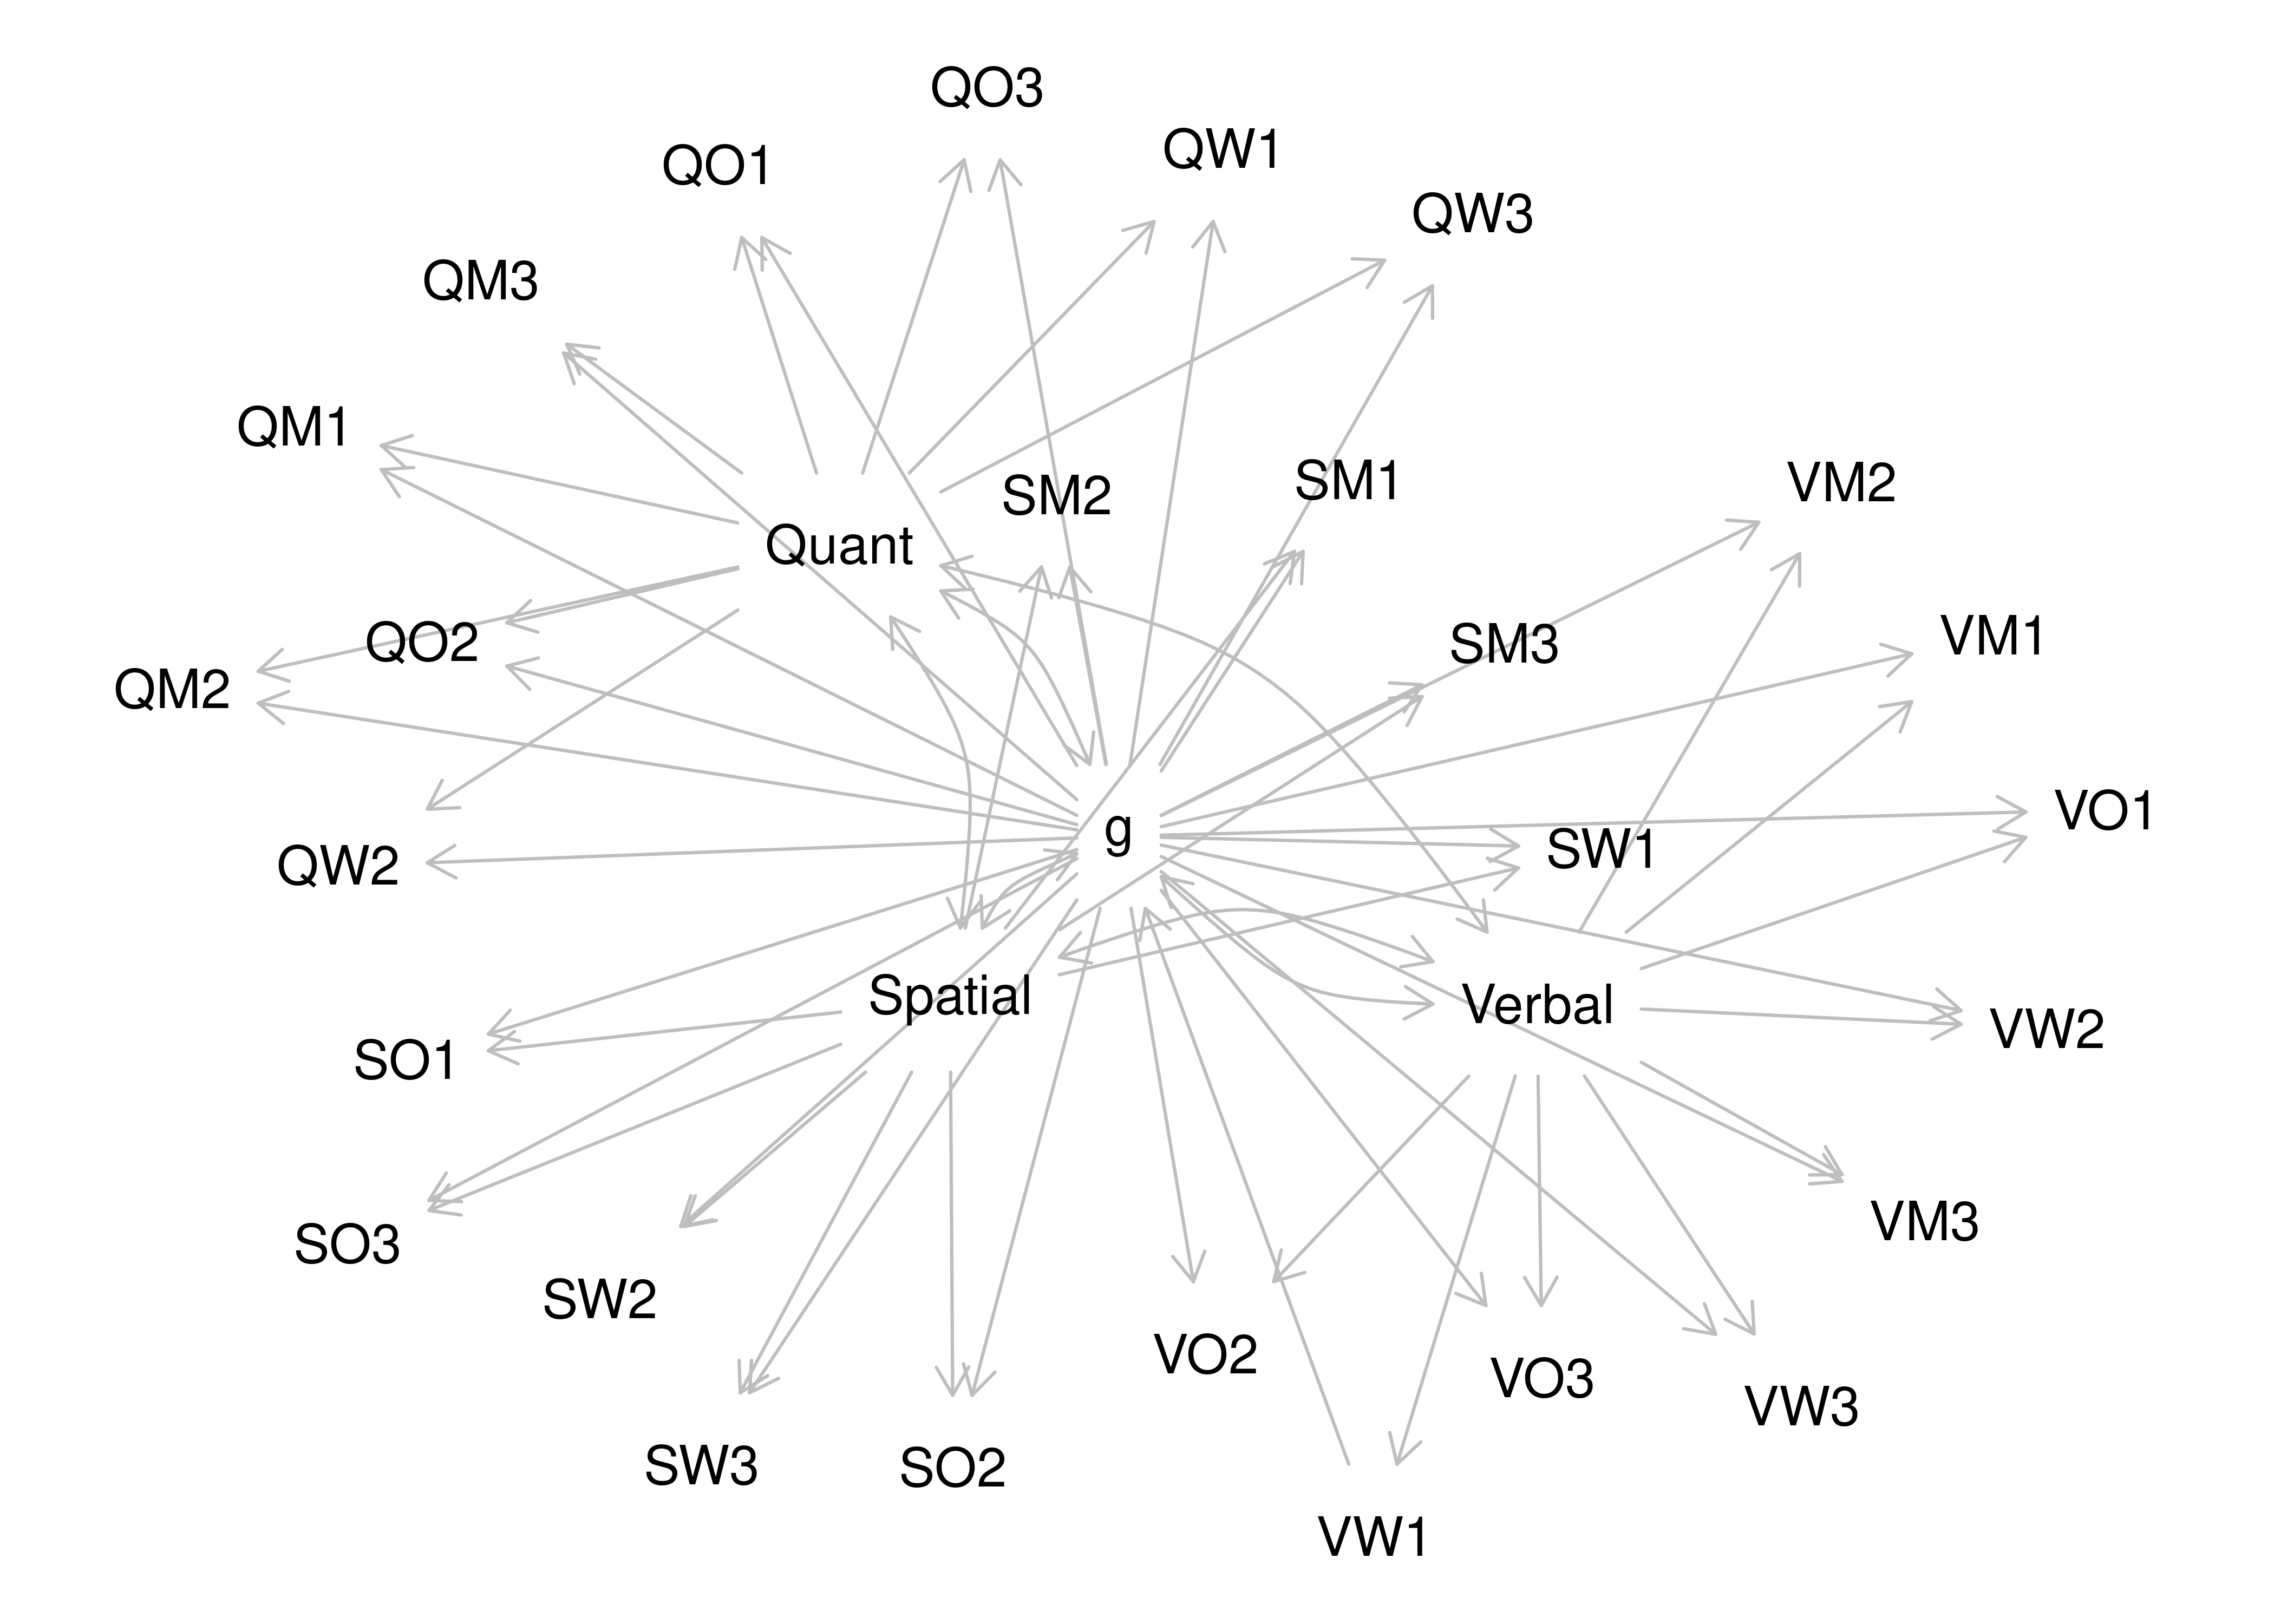 QO3
QW1
QO1
QW3
QM3
QM1
SM1
VM2
SM2
Quant
VM1
QO2
SM3
QM2
VO1
g
SW1
QW2
Spatial
Verbal
VW2
SO1
VM3
SO3
SW2
VO2
VO3
VW3
SW3
SO2
VW1